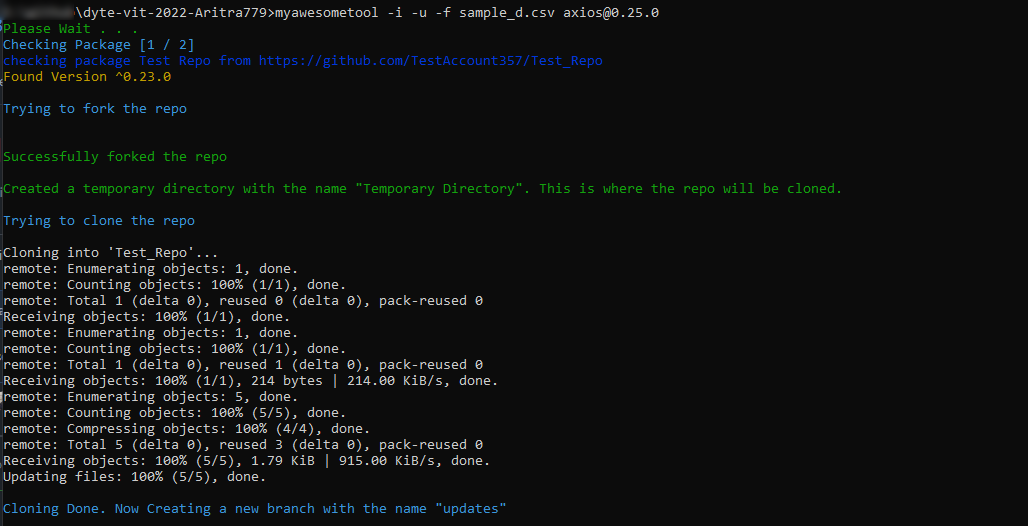 \dyte-vit-2022-Aritra779>myawesometool -i -u -f sample_d.csv axios@0.25.0
Please Wait . . .
Checking Package [1 / 2]
checking package Test Repo from https://github.com/TestAccount357/Test_Repo
Found Version ^0.23.0
Trying to fork the repo
Successfully forked the repo
Created a temporary directory with the name "Temporary Directory". This is where the repo will be cloned.
Trying to clone the repo
Cloning into 'Test_Repo'...
remote: Enumerating objects: 1, done.
remote: Counting objects: 100% (1/1), done.
remote: Total 1 (delta 0), reused 0 (delta 0), pack-reused 0
Receiving objects: 100% (1/1), done.
remote: Enumerating objects: 1, done.
remote: Counting objects: 100% (1/1), done.
remote: Total 1 (delta 0), reused 1 (delta 0), pack-reused 0
Receiving objects: 100% (1/1), 214 bytes | 214.00 KiB/s, done.
remote: Enumerating objects: 5, done.
remote: Counting objects: 100% (5/5), done.
remote: Compressing objects: 100% (4/4), done.
remote: Total 5 (delta 0), reused 3 (delta 0), pack-reused 0
Receiving objects: 100% (5/5), 1.79 KiB | 915.00 KiB/s, done.
Updating files: 100% (5/5), done.
Cloning Done. Now Creating a new branch with the name "updates"